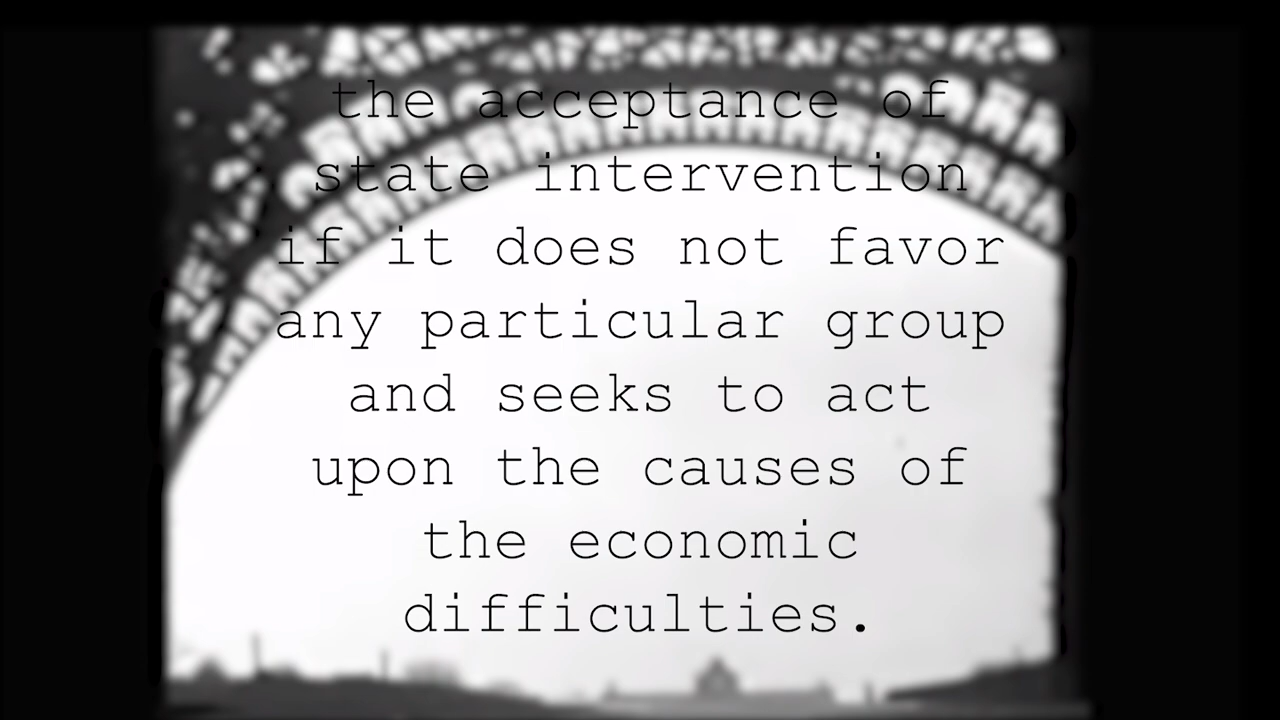 the acceptance of
state intervention
if it does not favor
any particular group
and seeks to act
upon the causes of
the economic
difficulties.